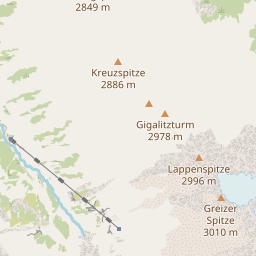 2849 m
Kreuzspitze
2886 m
Gigalitzturm
2978 m
Lappenspitze
2996 m
Greizer
Spitze
3010 m